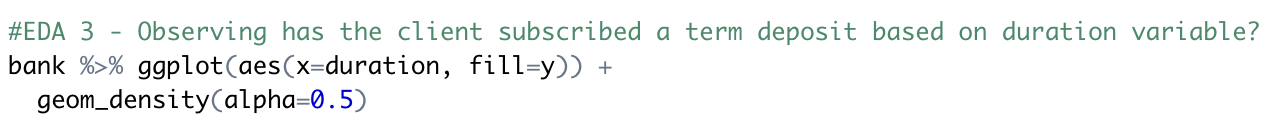 #EDA 3 - Observing has the client subscribed a term deposit based on duration variable?
bank %>% ggplot(aes(x=duration, fill=y)) +
  geom_density(alpha=0.5)